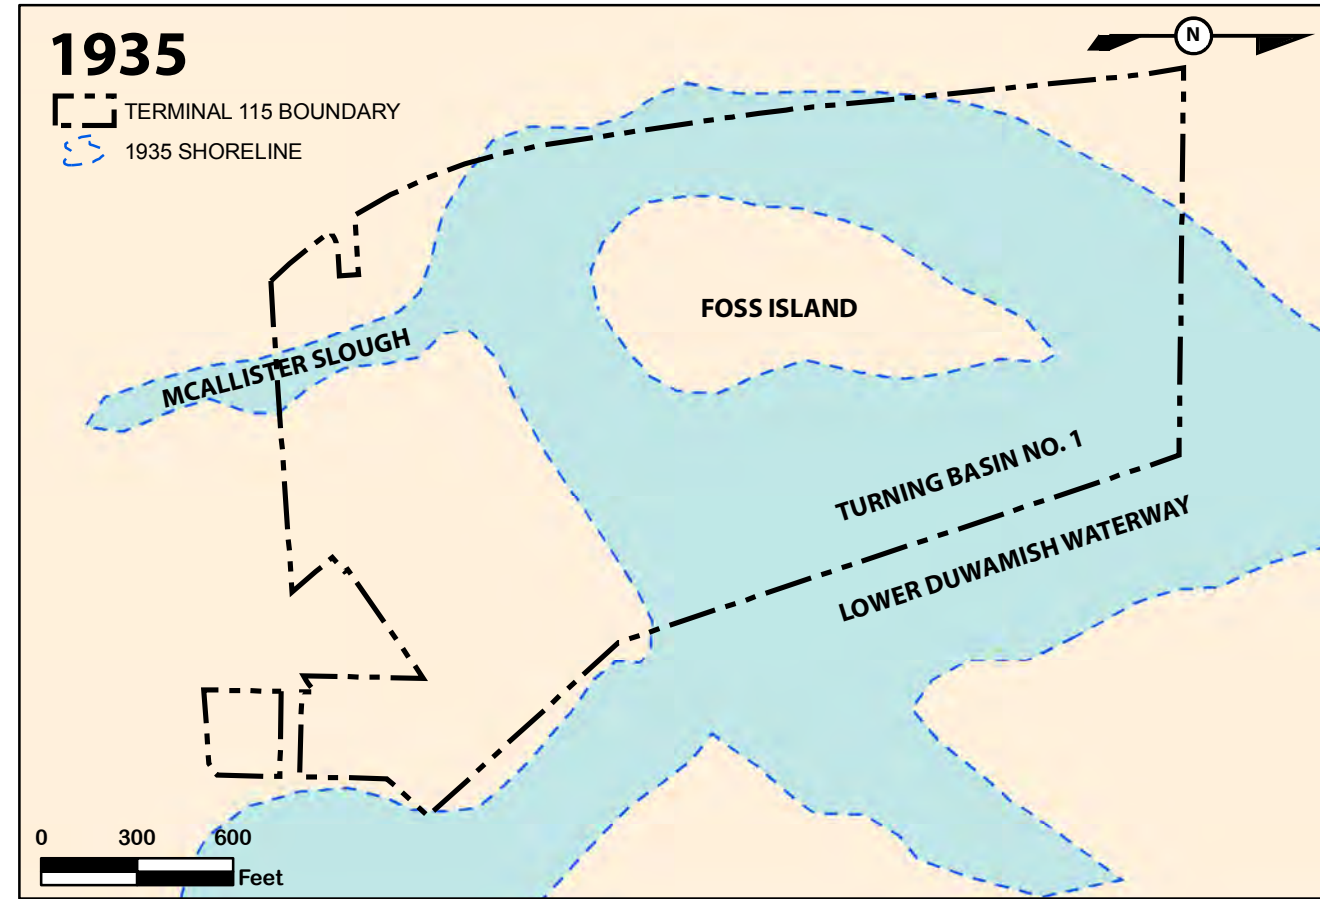 1935
N
TERMINAL 115 BOUNDARY
1935 SHORELINE
FOSS ISLAND
MCALLISTER SLOUGH
TURNING BASIN NO. 1
LOWER DUWAMISH WATERWAY
0 300 600
Feet